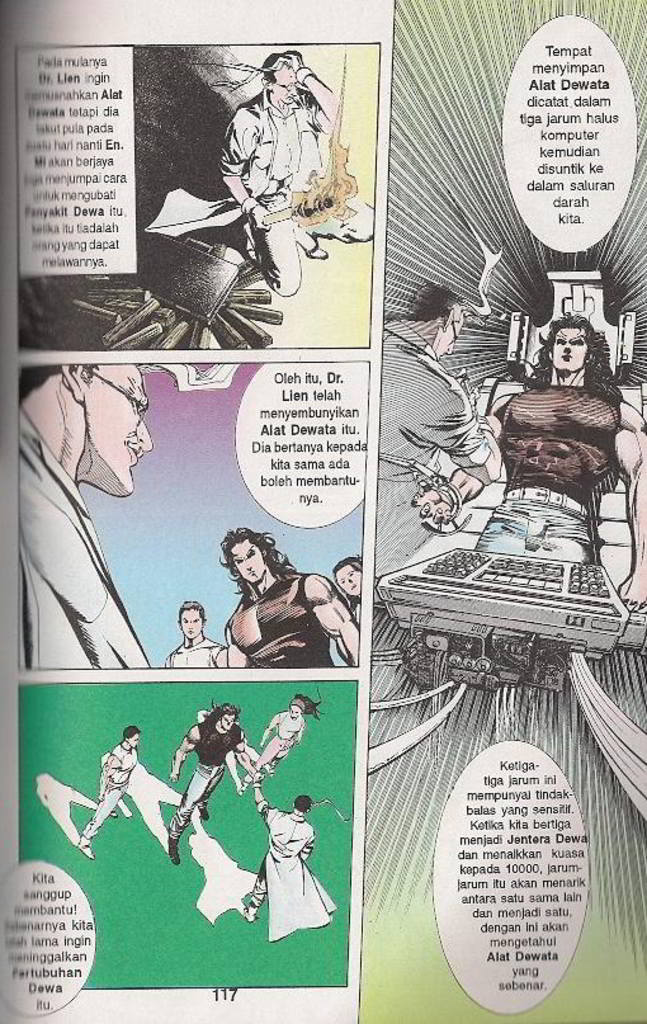 Pada mulanya
Dr. Lien ingin
memusnahkan Alat
Dewata tetapi dia
takut pula pada
suatu hari nanti En.
Mi akan berjaya
juga menjumpai cara
untuk mengubati
Penyakit Dewa itu,
ketika itu tiadalah
orang yang dapat
melawannya.
Oleh itu, Dr.
Lien telah
menyembunyikan
Alat Dewata itu.
Dia bertanya kepada
kita sama ada
boleh membantu-
nya.
Kita
sanggup
membantu!
Sebenarnya kita
telah lama ingin
meninggalkan
Pertubuhan
Dewa
itu.
Tempat
menyimpan
Alat Dewata
dicatat dalam
tiga jarum halus
komputer
kemudian
disuntik ke
dalam saluran
darah
kita.
Ketiga-
tiga jarum ini
mempunyai tindak-
balas yang sensitif.
Ketika kita bertiga
menjadi Jentera Dewa
dan menaikkan kuasa
kepada 10000, jarum-
jarum itu akan menarik
antara satu sama lain
dan menjadi satu,
dengan ini akan
mengetahui
Alat Dewata
yang
sebenar.
117